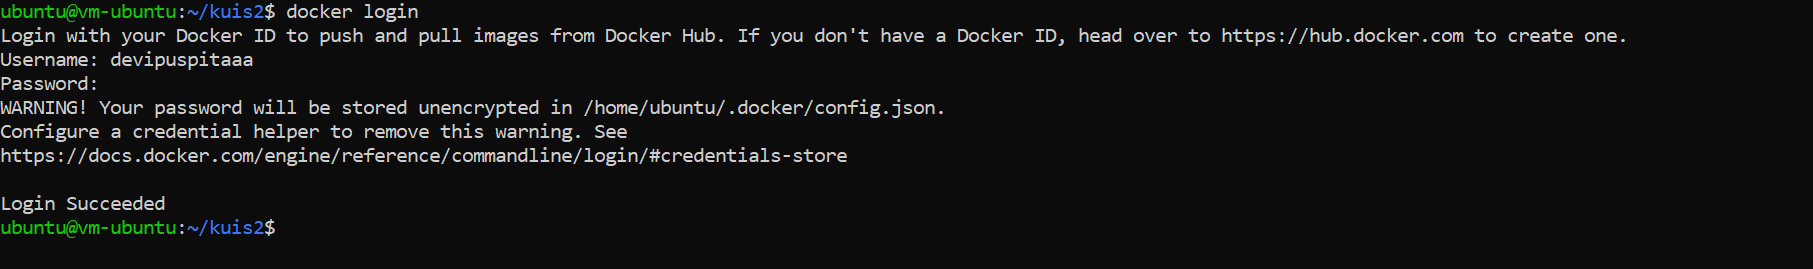 ubuntu@vm-ubuntu:~/kuis2$ docker login
Login with your Docker ID to push and pull images from Docker Hub. If you don't have a Docker ID, head over to https://hub.docker.com to create one.
Username: devipuspitaaa
Password:
WARNING! Your password will be stored unencrypted in /home/ubuntu/.docker/config.json.
Configure a credential helper to remove this warning. See
https://docs.docker.com/engine/reference/commandline/login/#credentials-store
Login Succeeded
ubuntu@vm-ubuntu:~/kuis2$